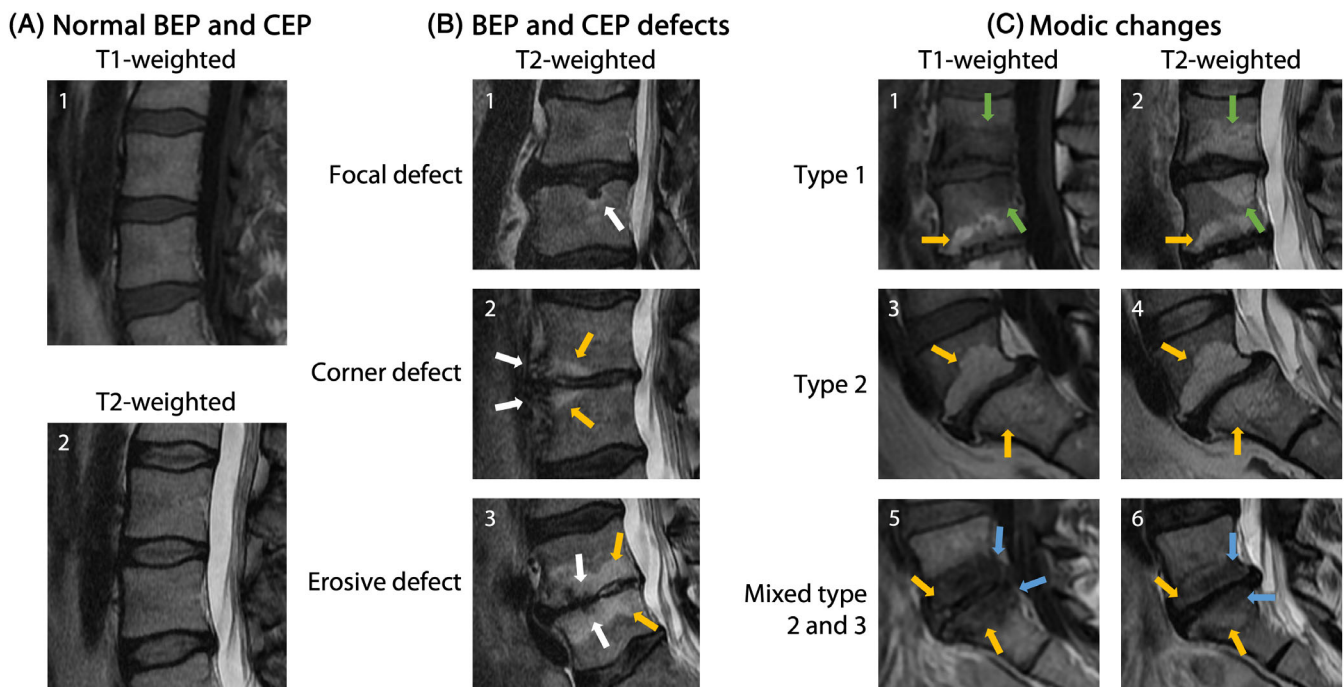 (A) Normal BEP and CEP
T1-weighted
1
T2-weighted
2
(B) BEP and CEP defects
T2-weighted
Focal defect
1
Corner defect
2
Erosive defect
3
(C) Modic changes
T1-weighted
T2-weighted
Type 1
1
2
Type 2
3
4
Mixed type
2 and 3
5
6